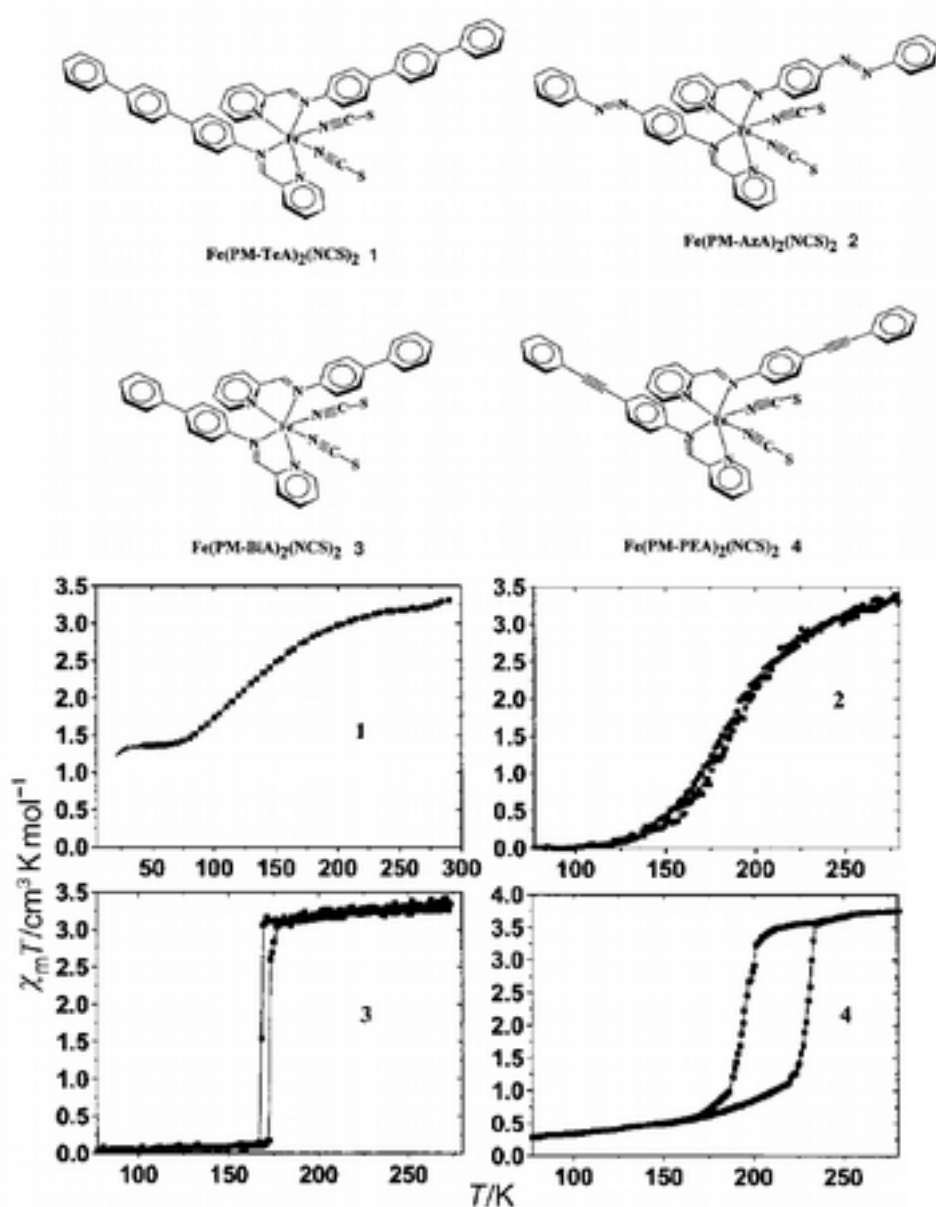 N=N
N≡C-S
N≡C-S
Fe(PM-TeA)2(NCS)2 1
Fe(PM-AzA)2(NCS)2 2
Fe(PM-BiA)2(NCS)2 3
Fe(PM-PEA)2(NCS)2 4
χmT/cm3 K mol−1
3.5
3.0
2.5
2.0
1.5
1.0
0.5
0.0
50 100 150 200 250 300
1
3.5
3.0
2.5
2.0
1.5
1.0
0.5
0.0
100 150 200 250
2
3.5
3.0
2.5
2.0
1.5
1.0
0.5
0.0
100 150 200 250
3
4.0
3.5
3.0
2.5
2.0
1.5
1.0
0.5
0.0
100 150 200 250
4
T/K